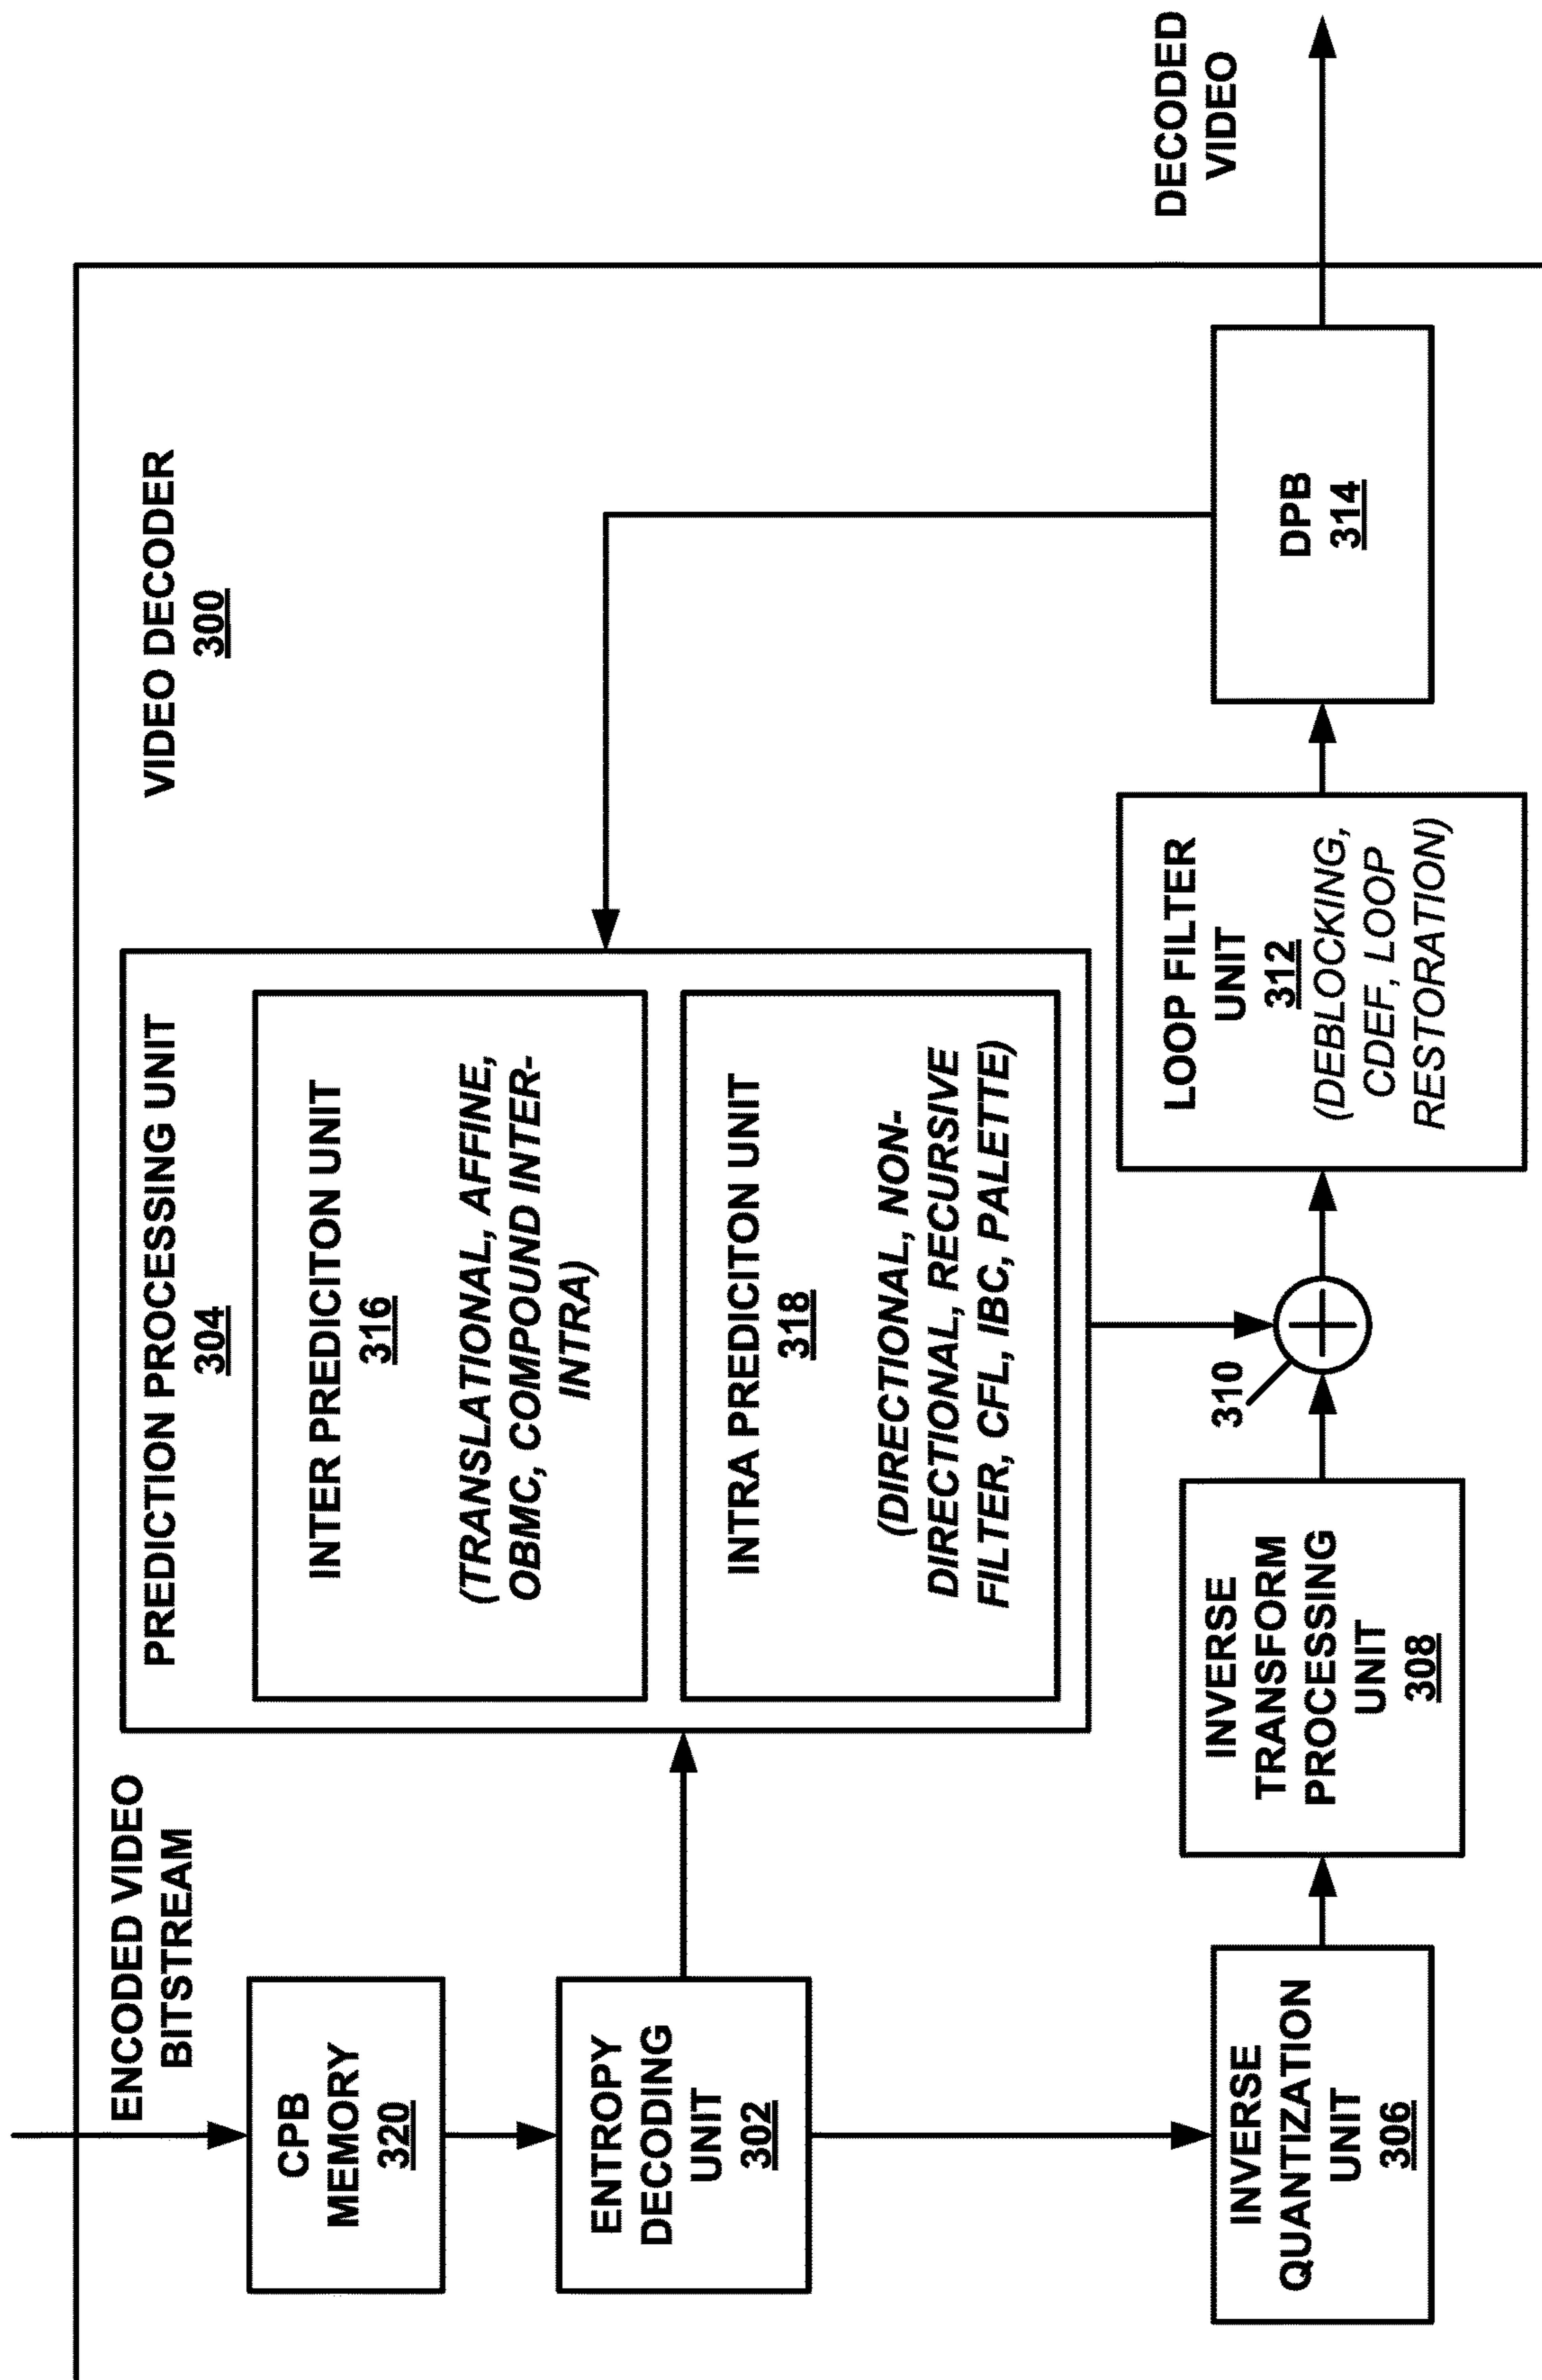 ENCODED VIDEO
BITSTREAM
VIDEO DECODER
300
CPB
MEMORY
320
ENTROPY
DECODING
UNIT
302
PREDICTION PROCESSING UNIT
304
INTER PREDICITON UNIT
316
(TRANSLATIONAL, AFFINE,
OBMC, COMPOUND INTER-
INTRA)
INTRA PREDICITON UNIT
318
(DIRECTIONAL, NON-
DIRECTIONAL, RECURSIVE
FILTER, CFL, IBC, PALETTE)
INVERSE
QUANTIZATION
UNIT
306
INVERSE
TRANSFORM
PROCESSING
UNIT
308
310
LOOP FILTER
UNIT
312
(DEBLOCKING,
CDEF, LOOP
RESTORATION)
DPB
314
DECODED
VIDEO